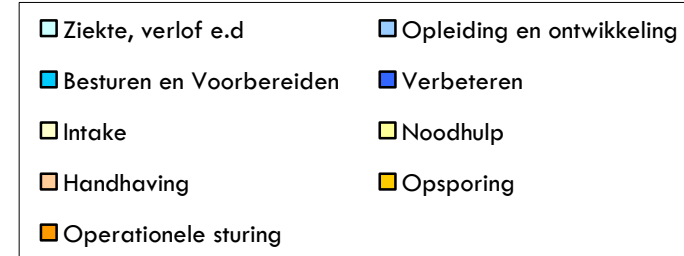 Ziekte, verlof e.d Opleiding en ontwikkeling
Besturen en Voorbereiden Verbeteren
Intake Noodhulp
Handhaving Opsporing
Operationele sturing